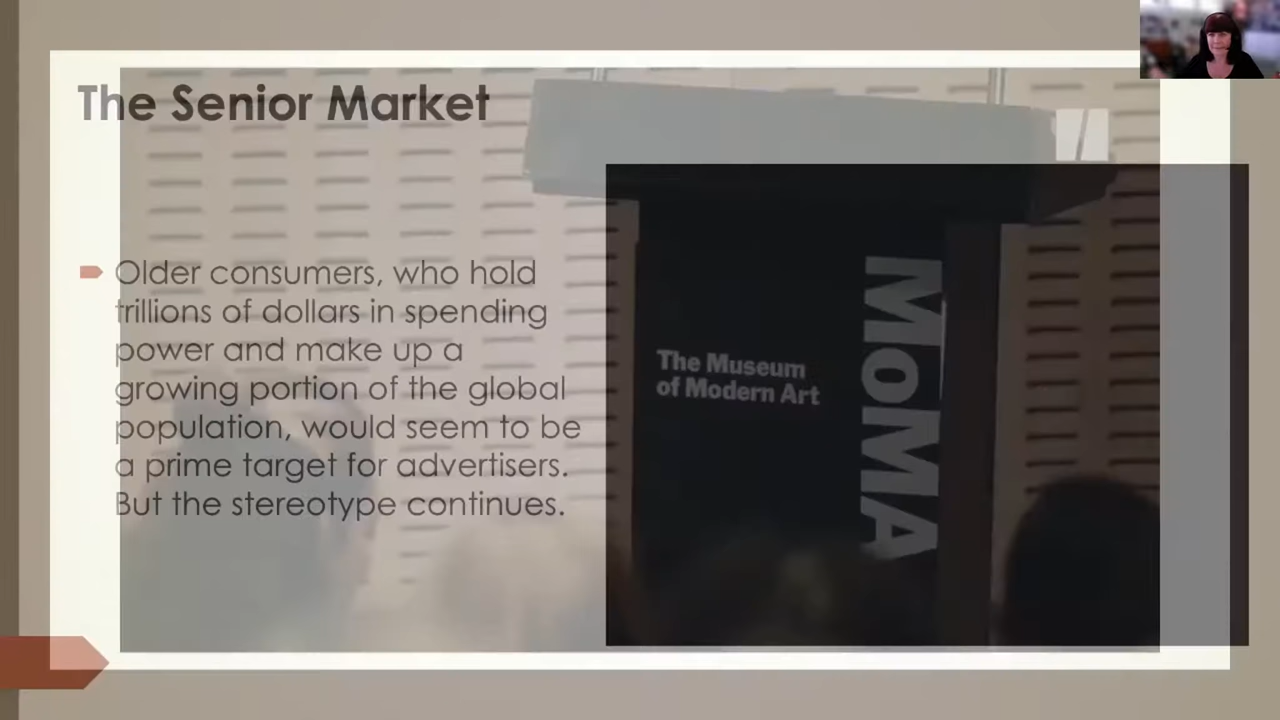 The Senior Market
Older consumers, who hold
trillions of dollars in spending
power and make up a
growing portion of the global
population, would seem to be
a prime target for advertisers.
But the stereotype continues.
The Museum
of Modern Art
MoMA